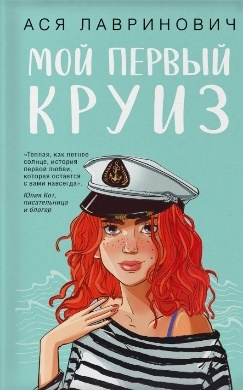 АСЯ ЛАВРИНОВИЧ
МОЙ ПЕРВЫЙ
КРУИЗ
«Теплая, как летнее
солнце, история
первой любви,
которая остается
с вами навсегда».
Юлия Кот,
писательница
и блогер